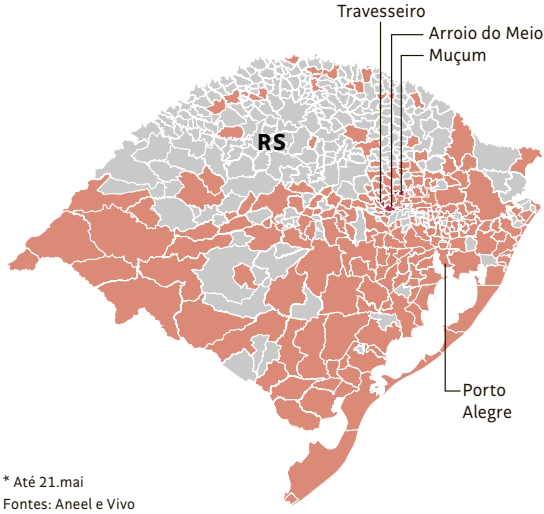 Travesseiro
Arroio do Meio
Muçum
RS
Porto
Alegre
* Até 21.mai
Fontes: Aneel e Vivo